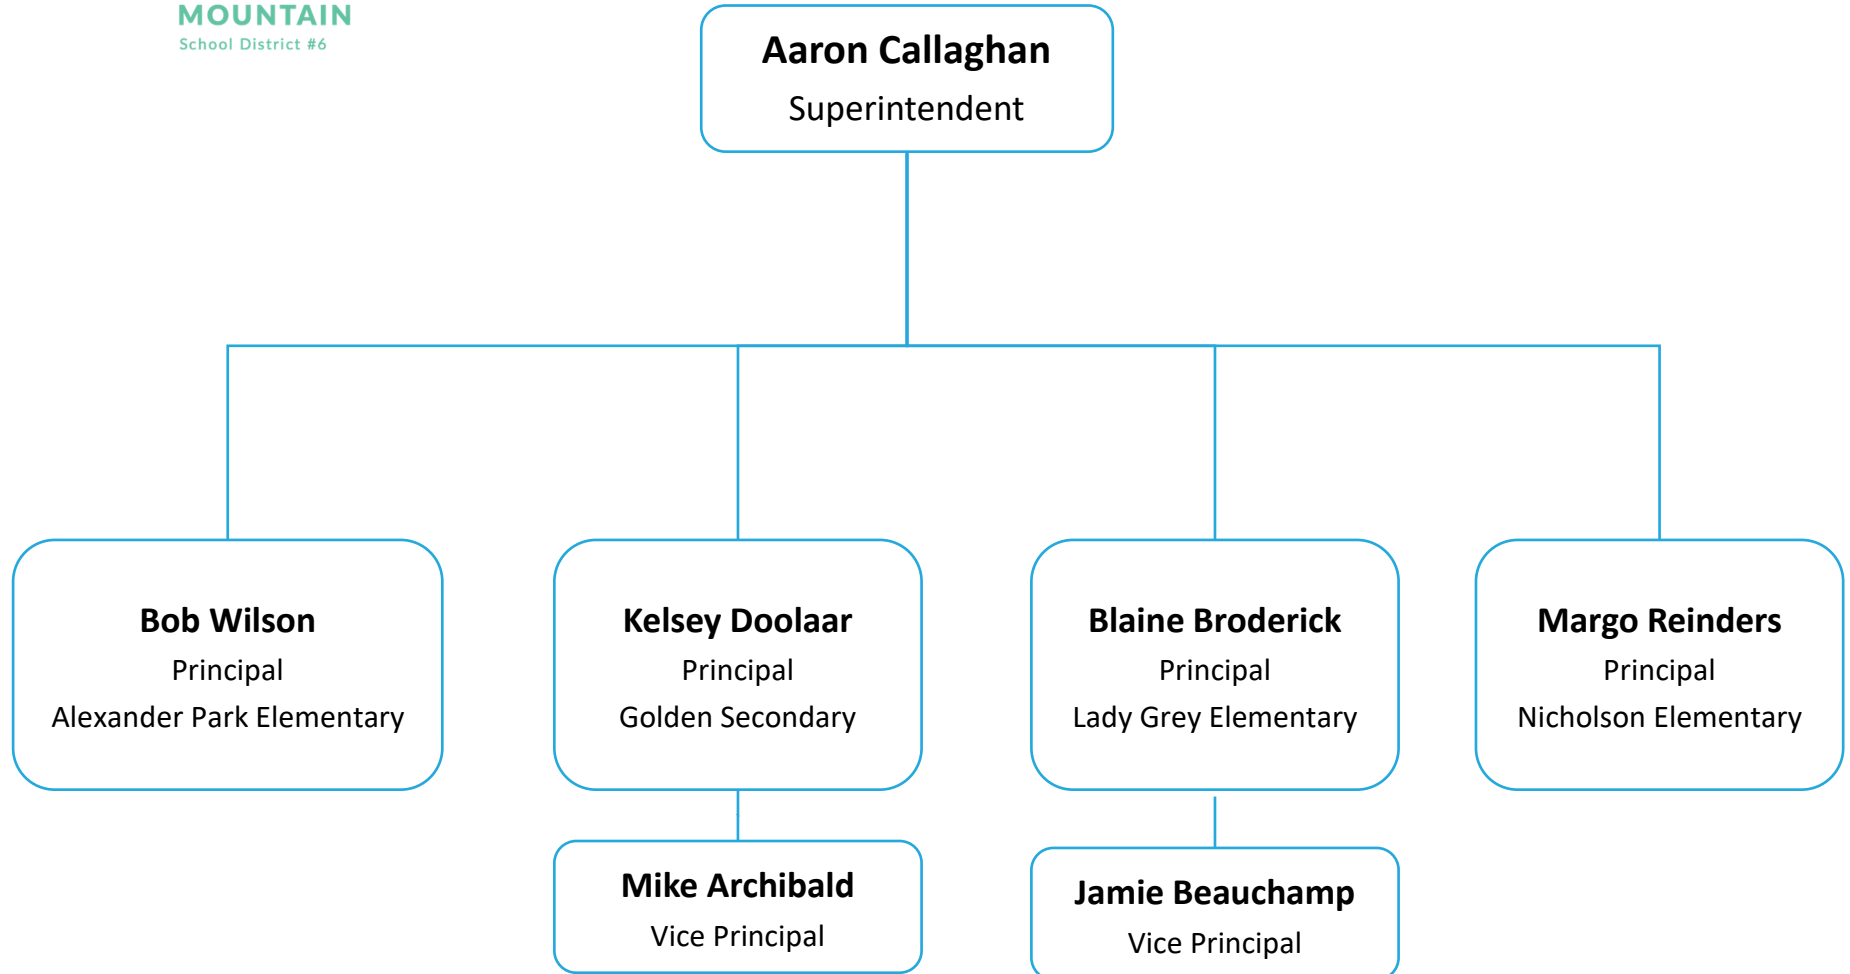 MOUNTAIN
School District #6
Aaron Callaghan
Superintendent
Bob Wilson
Principal
Alexander Park Elementary
Kelsey Doolaar
Principal
Golden Secondary
Blaine Broderick
Principal
Lady Grey Elementary
Margo Reinders
Principal
Nicholson Elementary
Mike Archibald
Vice Principal
Jamie Beauchamp
Vice Principal